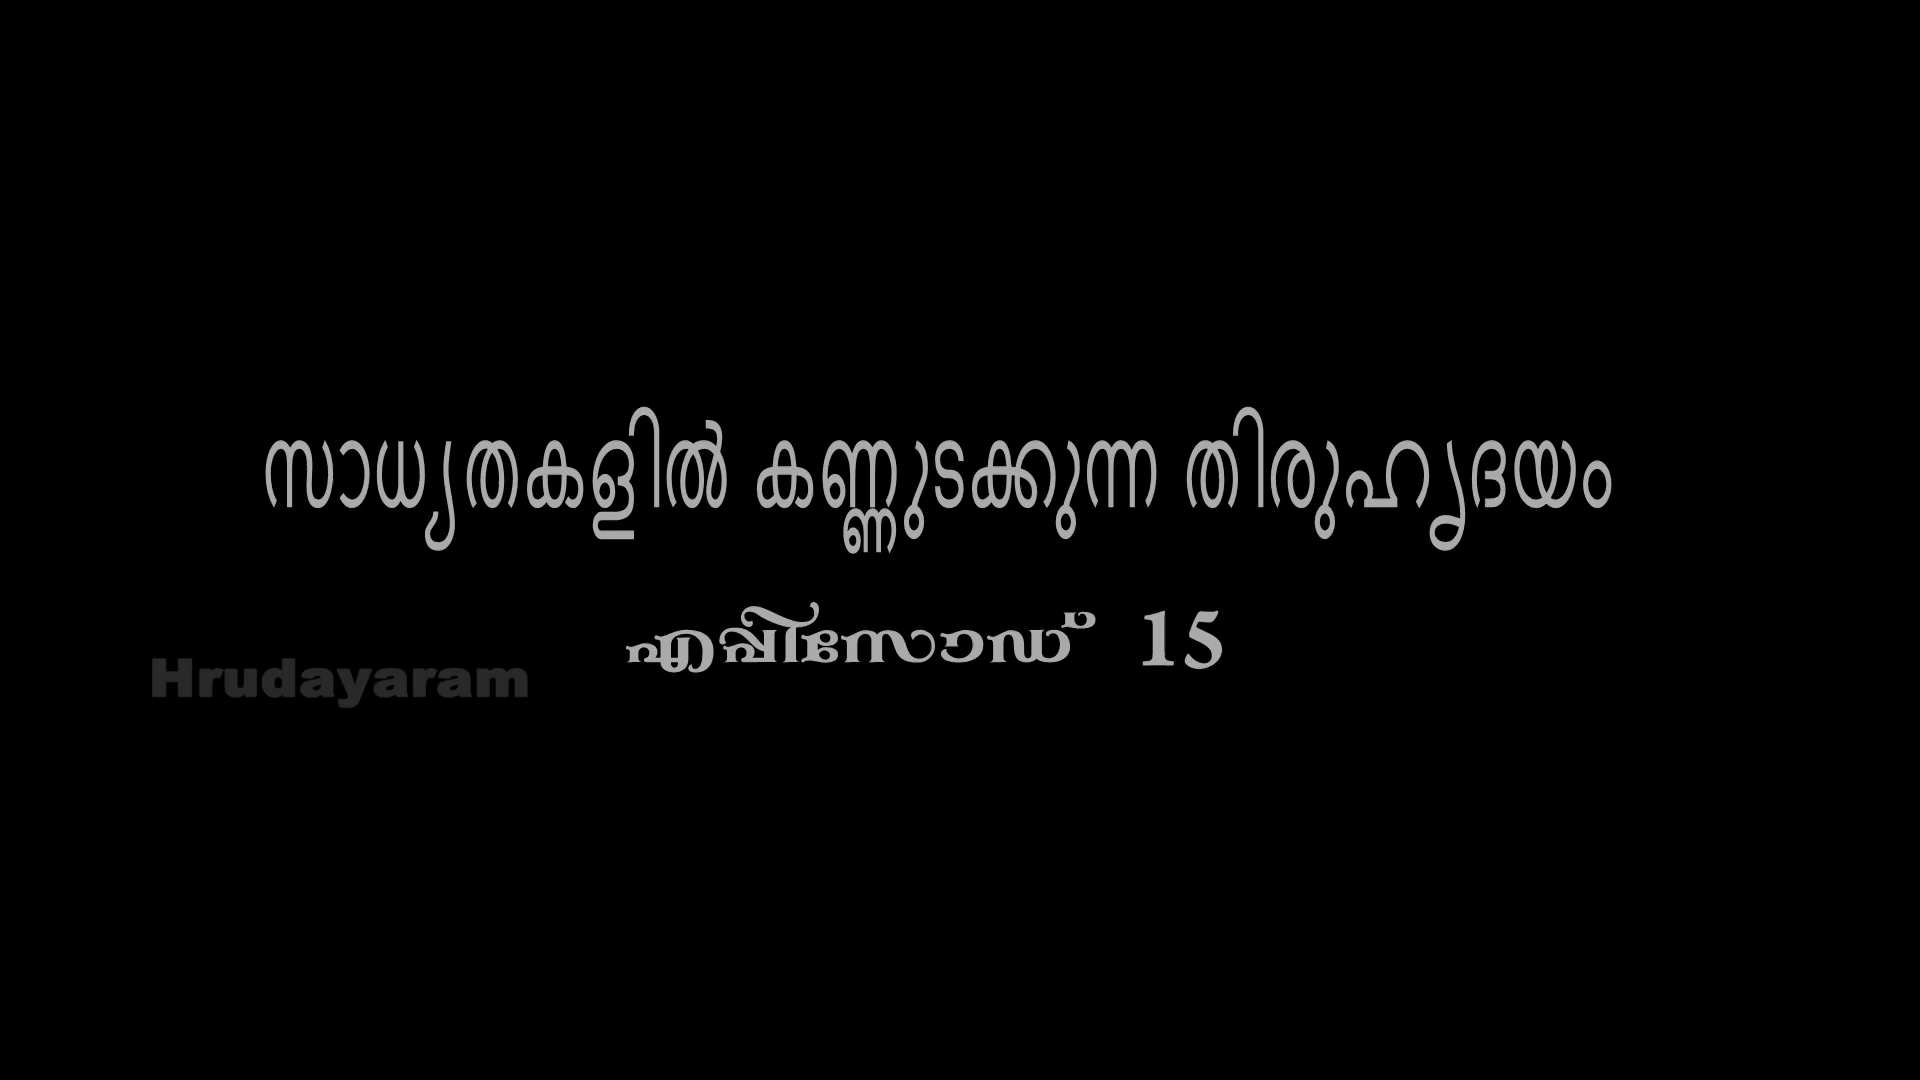 സാധ്യതകളിൽ കണ്ണുടക്കുന്ന തിരുഹൃദയം
എപ്പിസോഡ് 15
Hrudayaram